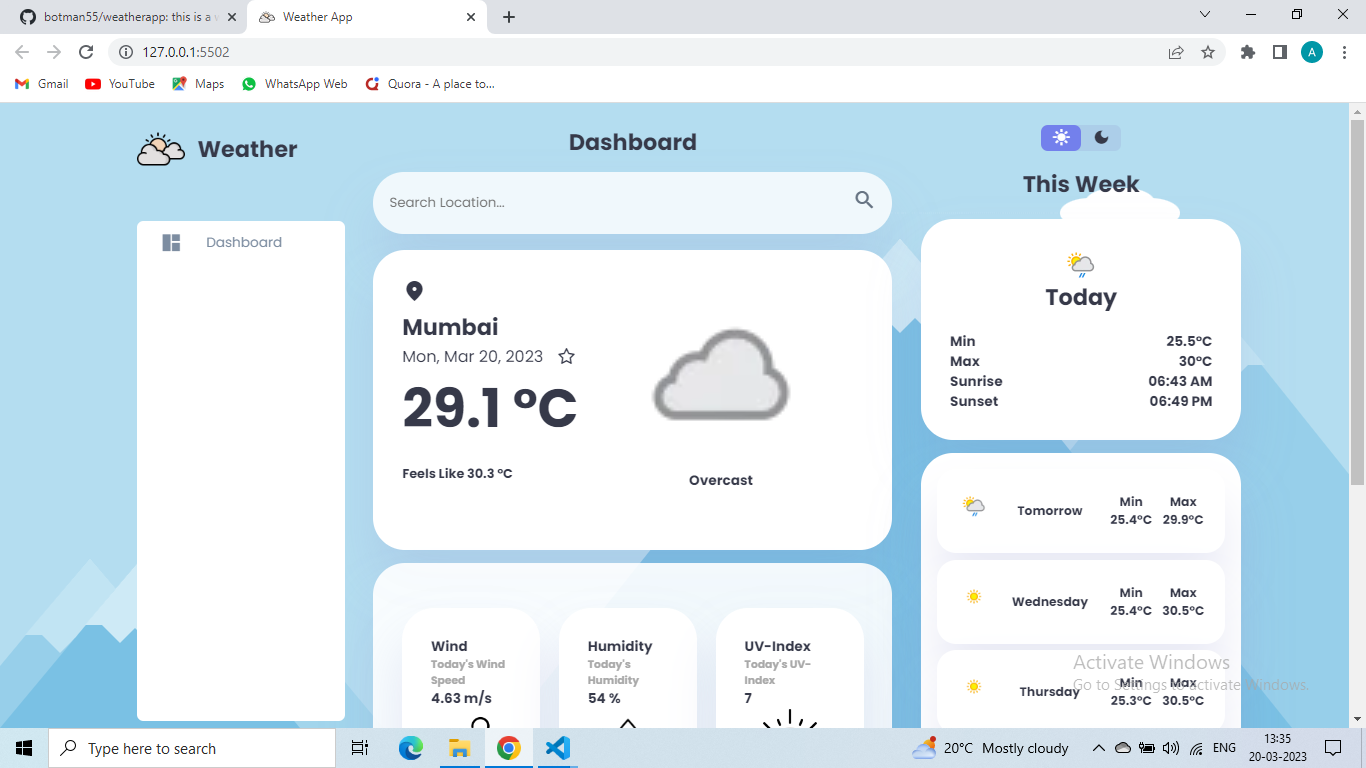 botman55/weatherapp: this is a w
Weather App
127.0.0.1:5502
A
Gmail
YouTube
Maps
WhatsApp Web
Quora - A place to...
Weather
Dashboard
Dashboard
Search Location...
Mumbai
Mon, Mar 20, 2023
29.1 °C
Feels Like 30.3 °C
Overcast
Wind
Today's Wind
Speed
4.63 m/s
Humidity
Today's
Humidity
54 %
UV-Index
Today's UV-
Index
7
This Week
Today
Min 25.5°C
Max 30°C
Sunrise 06:43 AM
Sunset 06:49 PM
Min Max
Tomorrow
25.4°C 29.9°C
Min Max
Wednesday
25.4°C 30.5°C
Min Max
Thursday
25.3°C 30.5°C
Activate Windows
Go to Settings to activate Windows.
Type here to search
20°C Mostly cloudy
ENG
13:35
20-03-2023